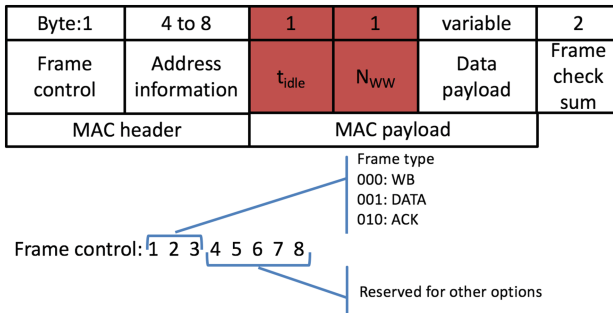 Byte:1 4 to 8 1 1 variable 2
Frame control Address information t_idle N_WW Data payload Frame check sum
MAC header MAC payload
Frame type
000: WB
001: DATA
010: ACK
Frame control: 1 2 3 4 5 6 7 8
Reserved for other options